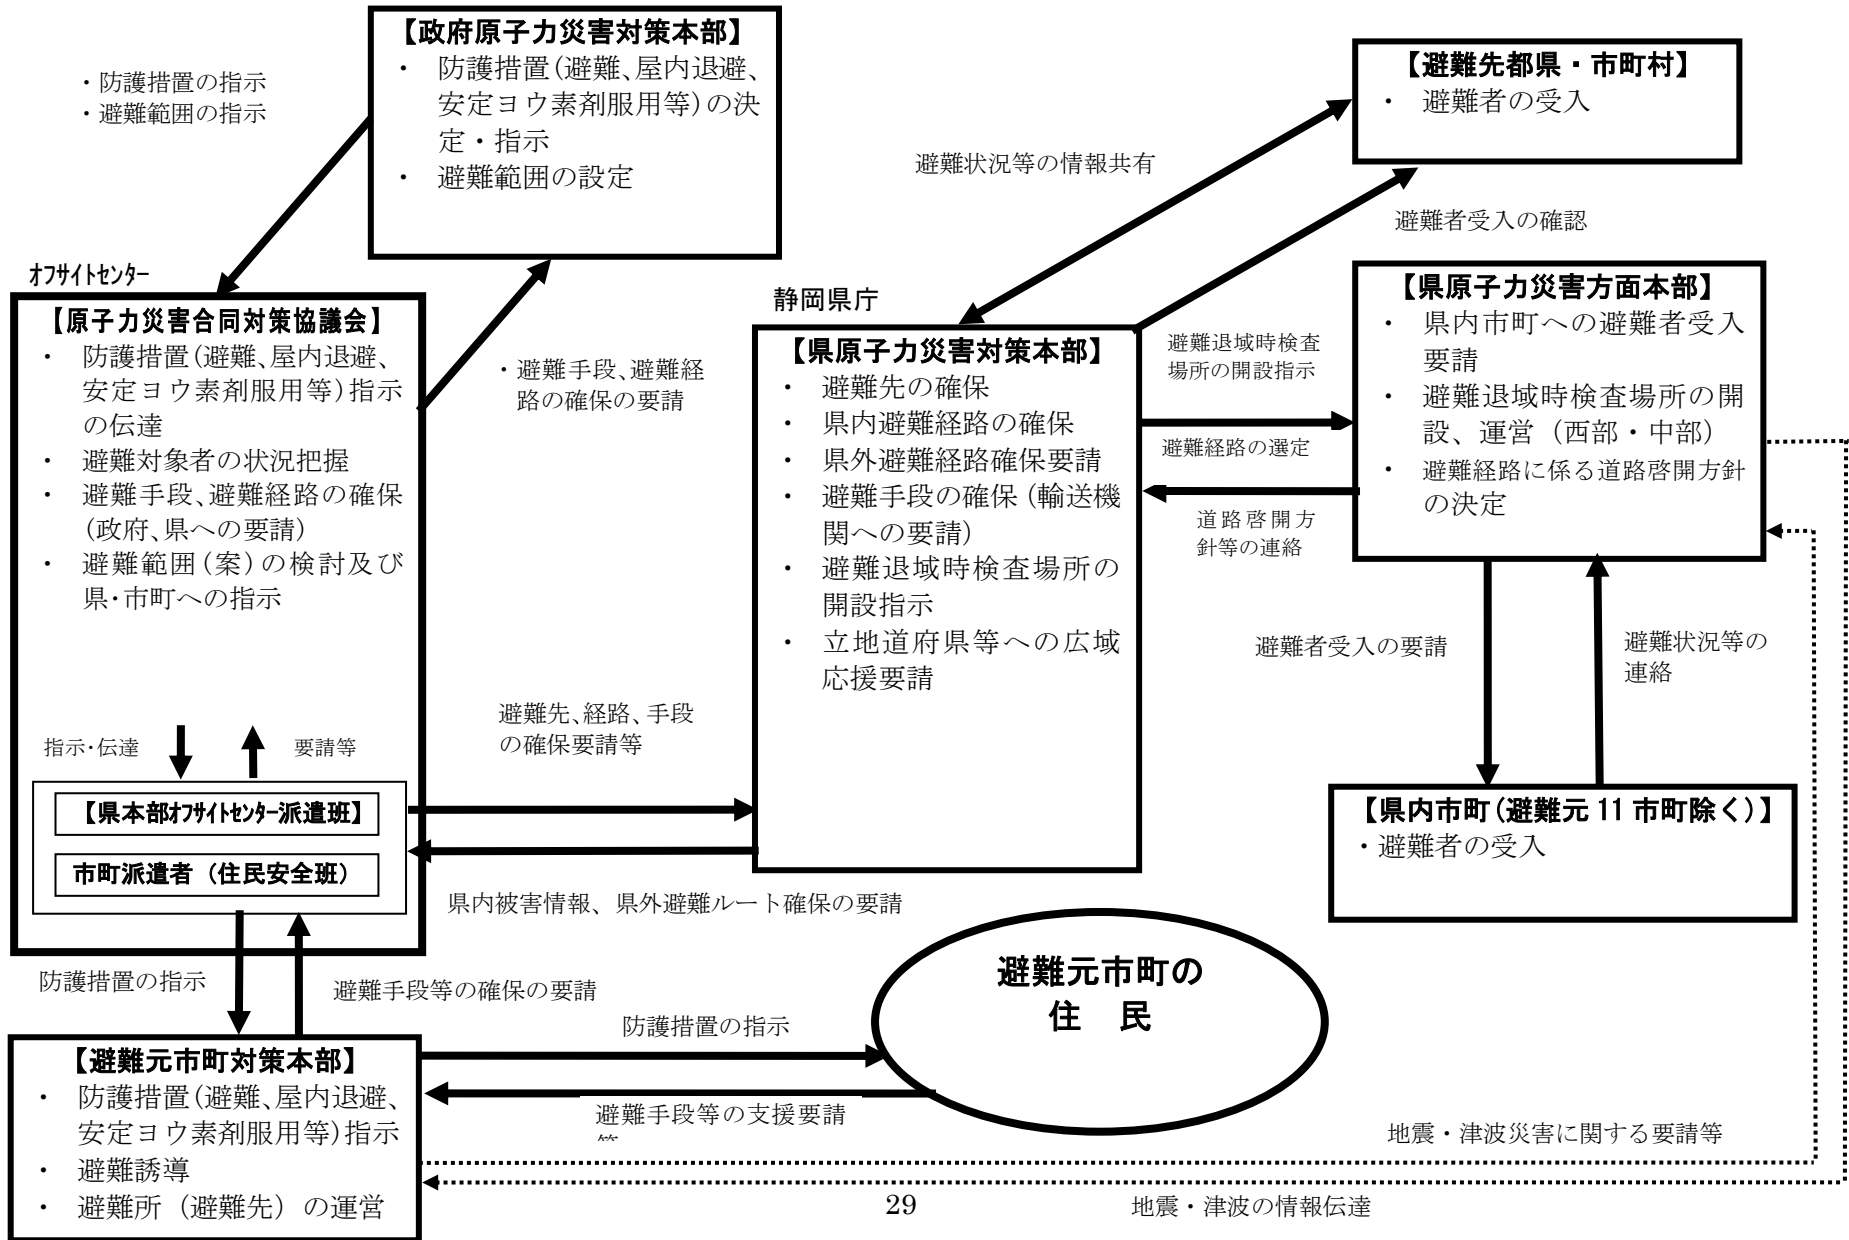 ・防護措置の指示
・避難範囲の指示
【政府原子力災害対策本部】
・ 防護措置(避難、屋内退避、
安定ヨウ素剤服用等)の決
定・指示
・ 避難範囲の設定
【避難先都県・市町村】
・ 避難者の受入
避難状況等の情報共有
避難者受入の確認
オフサイトセンター
【原子力災害合同対策協議会】
・ 防護措置(避難、屋内退避、
安定ヨウ素剤服用等)指示
の伝達
・ 避難対象者の状況把握
・ 避難手段、避難経路の確保
(政府、県への要請)
・ 避難範囲(案)の検討及び
県・市町への指示
指示・伝達
要請等
【県本部オフサイトセンター派遣班】
市町派遣者(住民安全班)
・避難手段、避難経
路の確保の要請
静岡県庁
【県原子力災害対策本部】
・ 避難先の確保
・ 県内避難経路の確保
・ 県外避難経路確保要請
・ 避難手段の確保(輸送機
関への要請)
・ 避難退域時検査場所の
開設指示
・ 立地道府県等への広域
応援要請
避難退域時検査
場所の開設指示
避難経路の選定
道路啓開方
針等の連絡
【県原子力災害方面本部】
・ 県内市町への避難者受入
要請
・ 避難退域時検査場所の開
設、運営(西部・中部)
・ 避難経路に係る道路啓開方針
の決定
避難者受入の要請
避難状況等の
連絡
避難先、経路、手段
の確保要請等
県内被害情報、県外避難ルート確保の要請
【県内市町(避難元 11 市町除く)】
・避難者の受入
防護措置の指示
避難手段等の確保の要請
避難元市町の
住 民
防護措置の指示
避難手段等の支援要請
【避難元市町対策本部】
・ 防護措置(避難、屋内退避、
安定ヨウ素剤服用等)指示
・ 避難誘導
・ 避難所(避難先)の運営
地震・津波災害に関する要請等
地震・津波の情報伝達
29